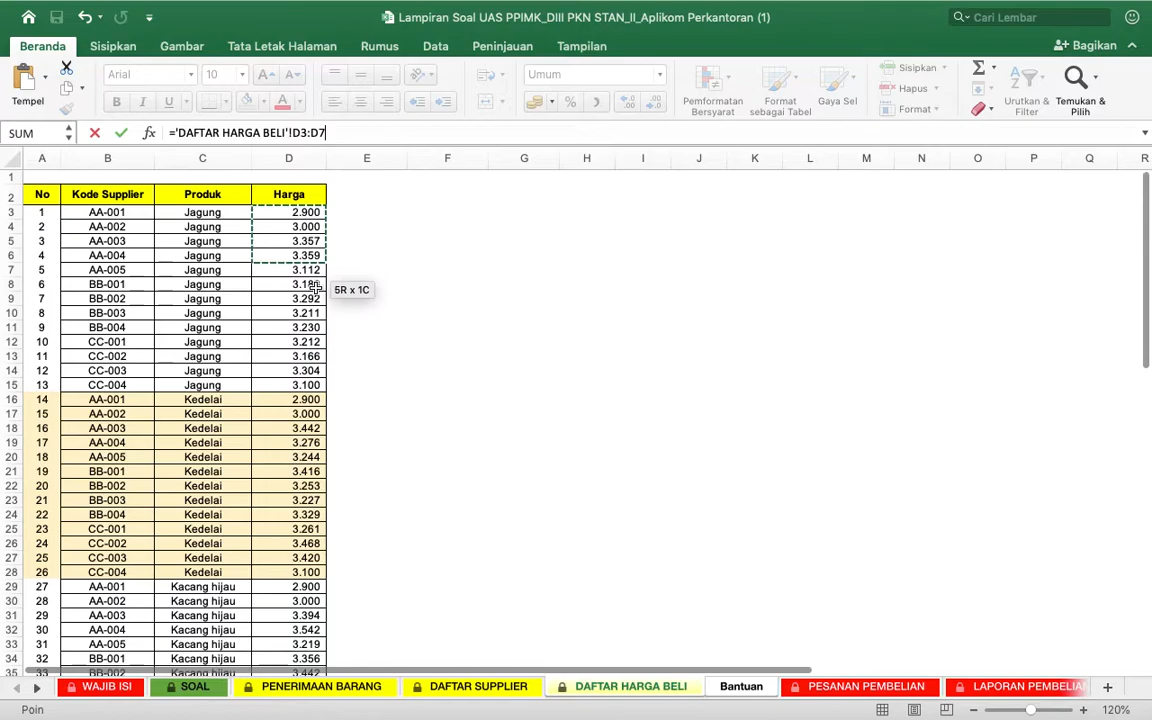 Lampiran Soal UAS PPIMK_DIII PKN STAN_II_Aplikom Perkantoran (1)
Cari Lembar
Beranda Sisipkan Gambar Tata Letak Halaman Rumus Data Peninjauan Tampilan Bagikan
Tempel
Arial 10
Umum
Pemformatan Bersyarat
Format sebagai Tabel
Gaya Sel
Sisipkan
Hapus
Format
Urutkan & Filter
Temukan & Pilih
SUM fx ='DAFTAR HARGA BELI'!D3:D7
A B C D E F G H I J K L M N O P Q R
1
2 No Kode Supplier Produk Harga
3 1 AA-001 Jagung 2.900
4 2 AA-002 Jagung 3.000
5 3 AA-003 Jagung 3.357
6 4 AA-004 Jagung 3.359
7 5 AA-005 Jagung 3.112
8 6 BB-001 Jagung
5R x 1C
9 7 BB-002 Jagung 3.292
10 8 BB-003 Jagung 3.211
11 9 BB-004 Jagung 3.230
12 10 CC-001 Jagung 3.212
13 11 CC-002 Jagung 3.166
14 12 CC-003 Jagung 3.304
15 13 CC-004 Jagung 3.100
16 14 AA-001 Kedelai 2.900
17 15 AA-002 Kedelai 3.000
18 16 AA-003 Kedelai 3.442
19 17 AA-004 Kedelai 3.276
20 18 AA-005 Kedelai 3.244
21 19 BB-001 Kedelai 3.416
22 20 BB-002 Kedelai 3.253
23 21 BB-003 Kedelai 3.227
24 22 BB-004 Kedelai 3.329
25 23 CC-001 Kedelai 3.261
26 24 CC-002 Kedelai 3.468
27 25 CC-003 Kedelai 3.420
28 26 CC-004 Kedelai 3.100
29 27 AA-001 Kacang hijau 2.900
30 28 AA-002 Kacang hijau 3.000
31 29 AA-003 Kacang hijau 3.394
32 30 AA-004 Kacang hijau 3.542
33 31 AA-005 Kacang hijau 3.219
34 32 BB-001 Kacang hijau 3.356
35 33 BB-002 Kacang hijau 3.442
WAJIB ISI SOAL PENERIMAAN BARANG DAFTAR SUPPLIER DAFTAR HARGA BELI Bantuan PESANAN PEMBELIAN LAPORAN PEMBELIAN
Poin 120%